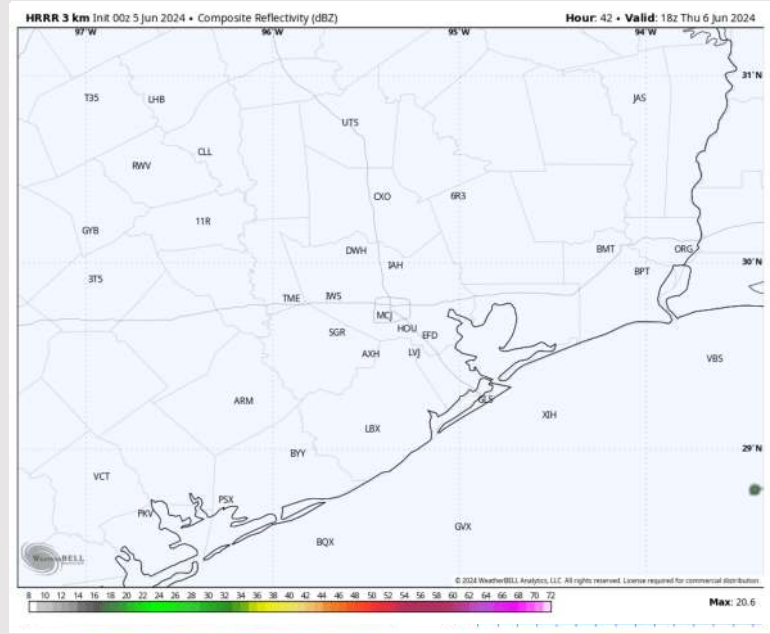 HRRR 3 km Init 00z 5 Jun 2024 • Composite Reflectivity (dBZ) Hour: 42 • Valid: 18z Thu 6 Jun 2024
97°W 96°W 95°W 94°W
31°N
T35 LHB JAS
UTS
CLL
RWV
CXO 6R3
11R
GYB
DWH BMT ORG
30°N
IAH
BPT
3T5
TME IWS
MCJ
SGR HOU EFD
AXH LVJ
VBS
ARM GLS
XIH
LBX
29°N
BYY
VCT
PSX
PKV
GVX
BQX
WeatherBELL
© 2024 WeatherBELL Analytics, LLC. All rights reserved. License required for commercial distribution.
8 10 12 14 16 18 20 22 24 26 28 30 32 34 36 38 40 42 44 46 48 50 52 54 56 58 60 62 64 66 68 70 72
Max: 20.6